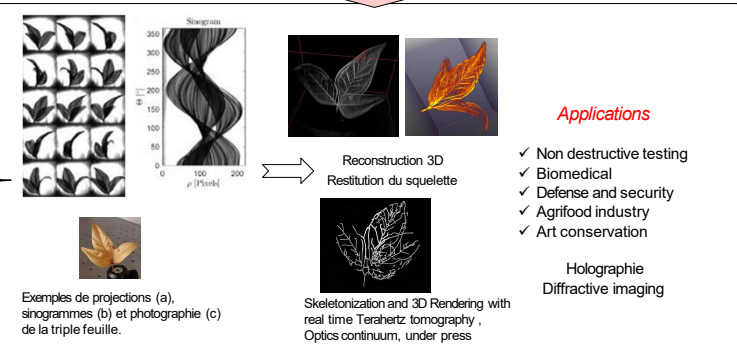 Sinogram
350
300
250
200
150
100
50
0
Θ [°]
0 100 200
ρ [Pixels]
Reconstruction 3D
Restitution du squelette
Exemples de projections (a),
sinogrammes (b) et photographie (c)
de la triple feuille.
Skeletonization and 3D Rendering with
real time Terahertz tomography ,
Optics continuum, under press
Applications
✓ Non destructive testing
✓ Biomedical
✓ Defense and security
✓ Agrifood industry
✓ Art conservation
Holographie
Diffractive imaging